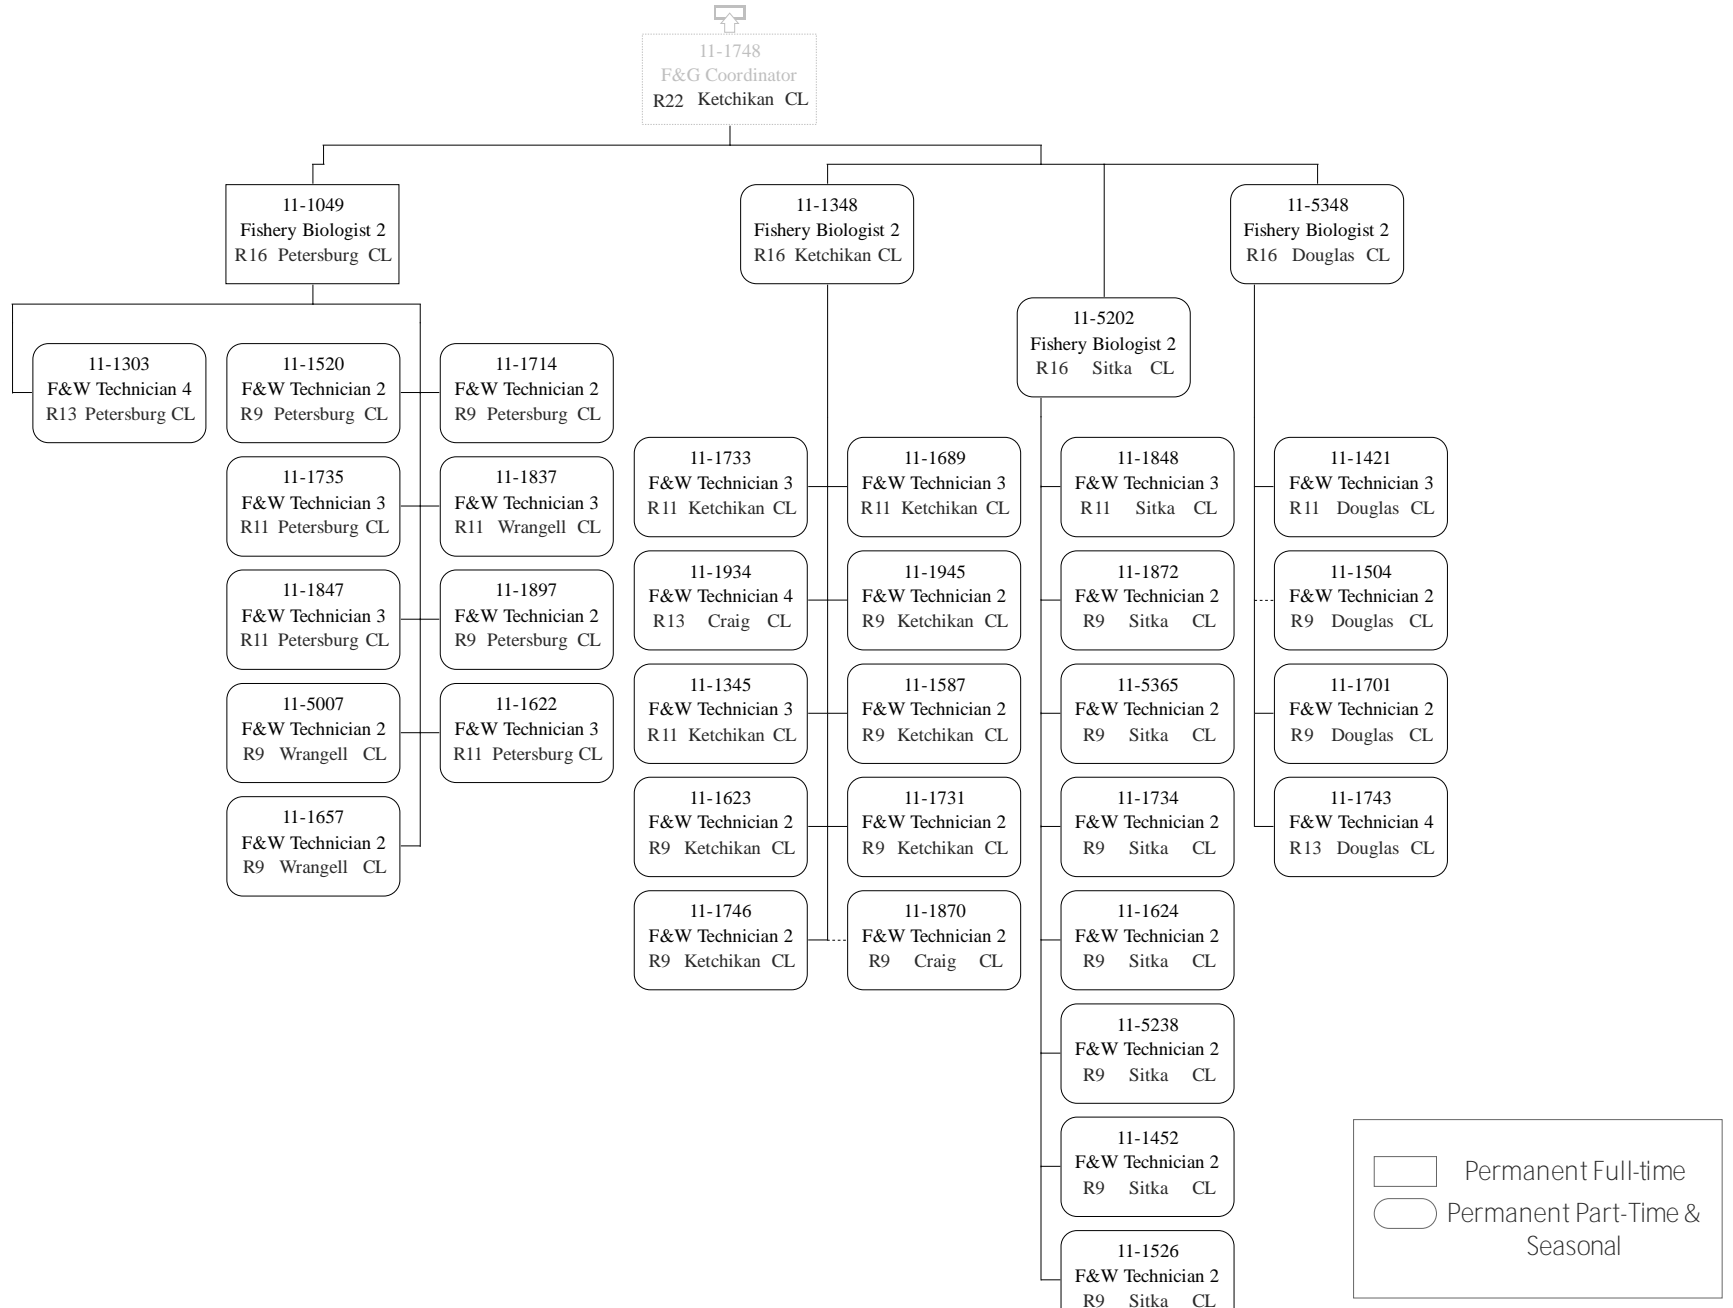 11-1748
F&G Coordinator
R22 Ketchikan CL
11-1049
Fishery Biologist 2
R16 Petersburg CL
11-1348
Fishery Biologist 2
R16 Ketchikan CL
11-5348
Fishery Biologist 2
R16 Douglas CL
11-5202
Fishery Biologist 2
R16 Sitka CL
11-1303
F&W Technician 4
R13 Petersburg CL
11-1520
F&W Technician 2
R9 Petersburg CL
11-1714
F&W Technician 2
R9 Petersburg CL
11-1735
F&W Technician 3
R11 Petersburg CL
11-1837
F&W Technician 3
R11 Wrangell CL
11-1847
F&W Technician 3
R11 Petersburg CL
11-1897
F&W Technician 2
R9 Petersburg CL
11-5007
F&W Technician 2
R9 Wrangell CL
11-1622
F&W Technician 3
R11 Petersburg CL
11-1657
F&W Technician 2
R9 Wrangell CL
11-1733
F&W Technician 3
R11 Ketchikan CL
11-1689
F&W Technician 3
R11 Ketchikan CL
11-1934
F&W Technician 4
R13 Craig CL
11-1945
F&W Technician 2
R9 Ketchikan CL
11-1345
F&W Technician 3
R11 Ketchikan CL
11-1587
F&W Technician 2
R9 Ketchikan CL
11-1623
F&W Technician 2
R9 Ketchikan CL
11-1731
F&W Technician 2
R9 Ketchikan CL
11-1746
F&W Technician 2
R9 Ketchikan CL
11-1870
F&W Technician 2
R9 Craig CL
11-1848
F&W Technician 3
R11 Sitka CL
11-1872
F&W Technician 2
R9 Sitka CL
11-5365
F&W Technician 2
R9 Sitka CL
11-1734
F&W Technician 2
R9 Sitka CL
11-1624
F&W Technician 2
R9 Sitka CL
11-5238
F&W Technician 2
R9 Sitka CL
11-1452
F&W Technician 2
R9 Sitka CL
11-1526
F&W Technician 2
R9 Sitka CL
11-1421
F&W Technician 3
R11 Douglas CL
11-1504
F&W Technician 2
R9 Douglas CL
11-1701
F&W Technician 2
R9 Douglas CL
11-1743
F&W Technician 4
R13 Douglas CL
Permanent Full-time
Permanent Part-Time &
Seasonal